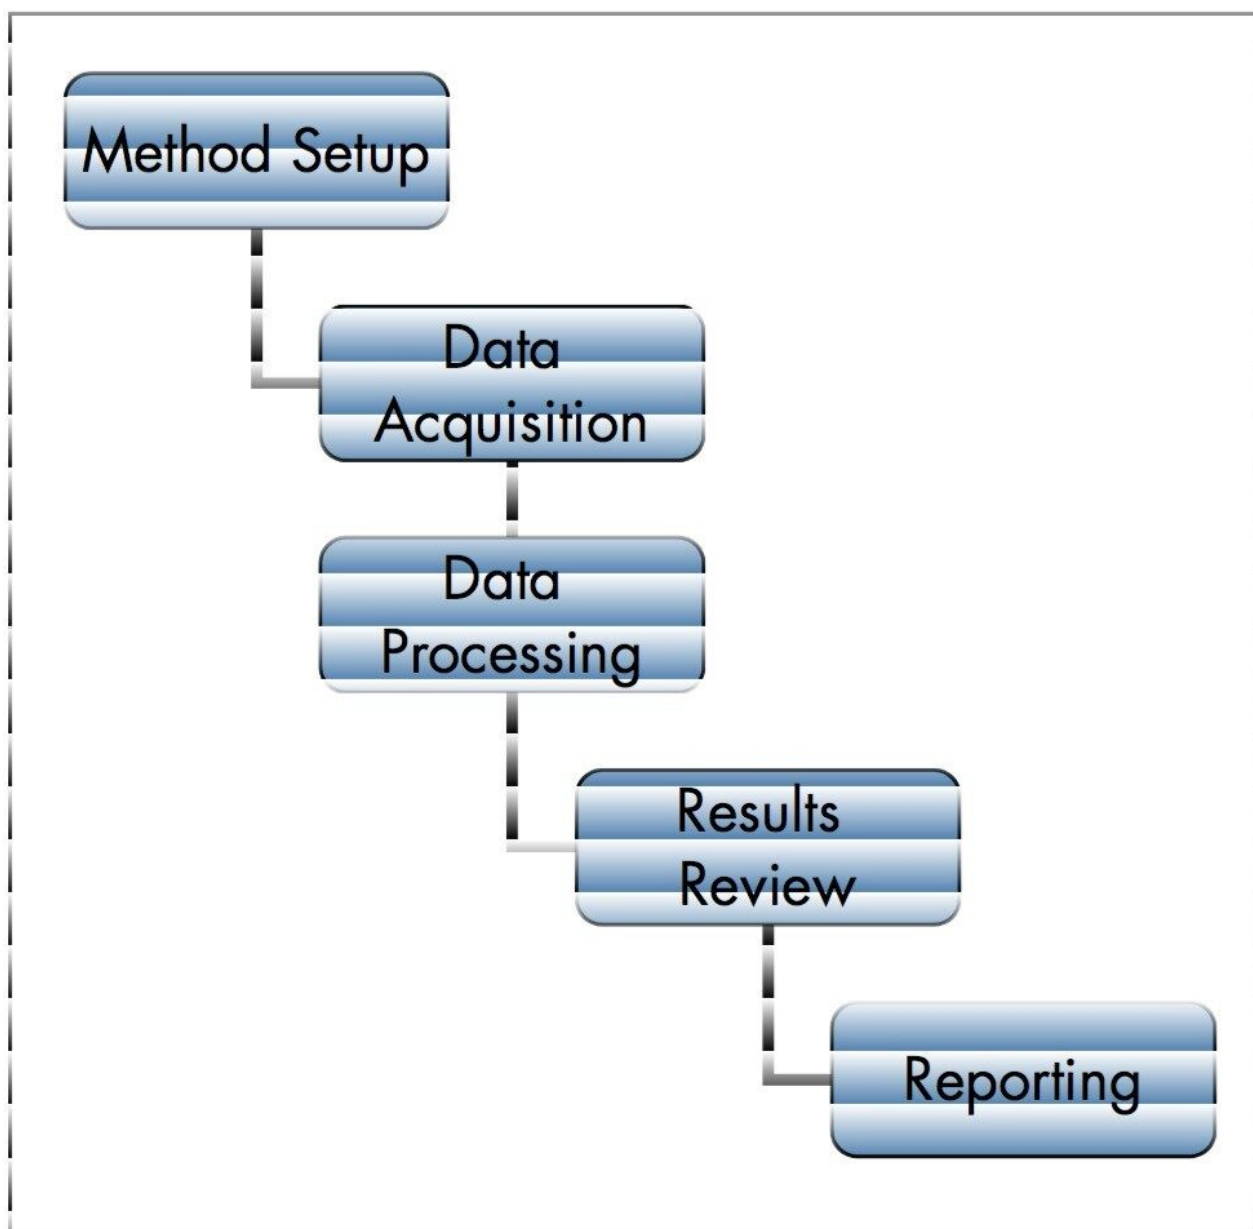 Method Setup
Data
Acquisition
Data
Processing
Results
Review
Reporting